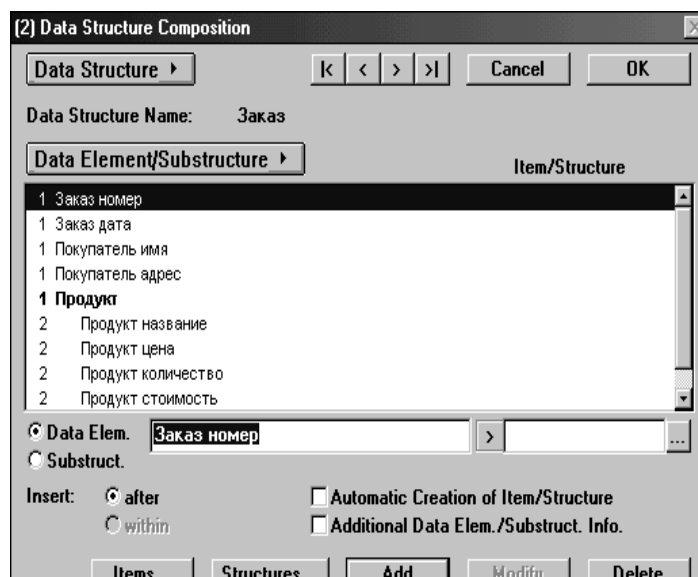 (2) Data Structure Composition
Data Structure
|< < > >| Cancel OK
Data Structure Name: Заказ
Data Element/Substructure
Item/Structure
1 Заказ номер
1 Заказ дата
1 Покупатель имя
1 Покупатель адрес
1 Продукт
2 Продукт название
2 Продукт цена
2 Продукт количество
2 Продукт стоимость
Data Elem. Заказ номер > ...
Substruct.
Insert: after Automatic Creation of Item/Structure
within Additional Data Elem./Substruct. Info.
Items Structures Add Modify Delete